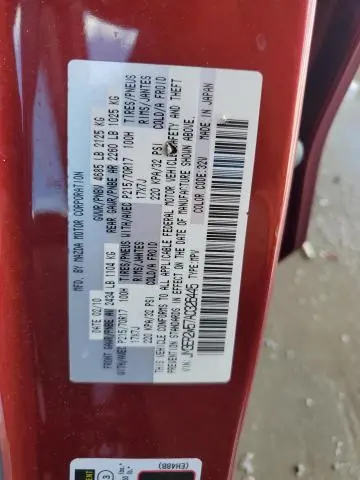 MFD. BY MAZDA MOTOR CORPORATION
DATE: 02/10 GVWR/PNBV 4685 LB 2125 KG
FRONT GAWR/PNBE AV 2434 LB 1104 KG REAR GAWR/PNBE AR 2260 LB 1025 KG
WITH/AVEC P215/70R17 100H TIRES/PNEUS WITH/AVEC P215/70R17 100H TIRES/PNEUS
17X7J RIMS/JANTES 17X7J RIMS/JANTES
220 KPA/32 PSI COLD/A FROID 220 KPA/32 PSI COLD/A FROID
THIS VEHICLE CONFORMS TO ALL APPLICABLE FEDERAL MOTOR VEHICLE SAFETY AND THEFT
PREVENTION STANDARDS IN EFFECT ON THE DATE OF MANUFACTURE SHOWN ABOVE.
TYPE:MPV COLOR CODE:32V MADE IN JAPAN
(EH48B)